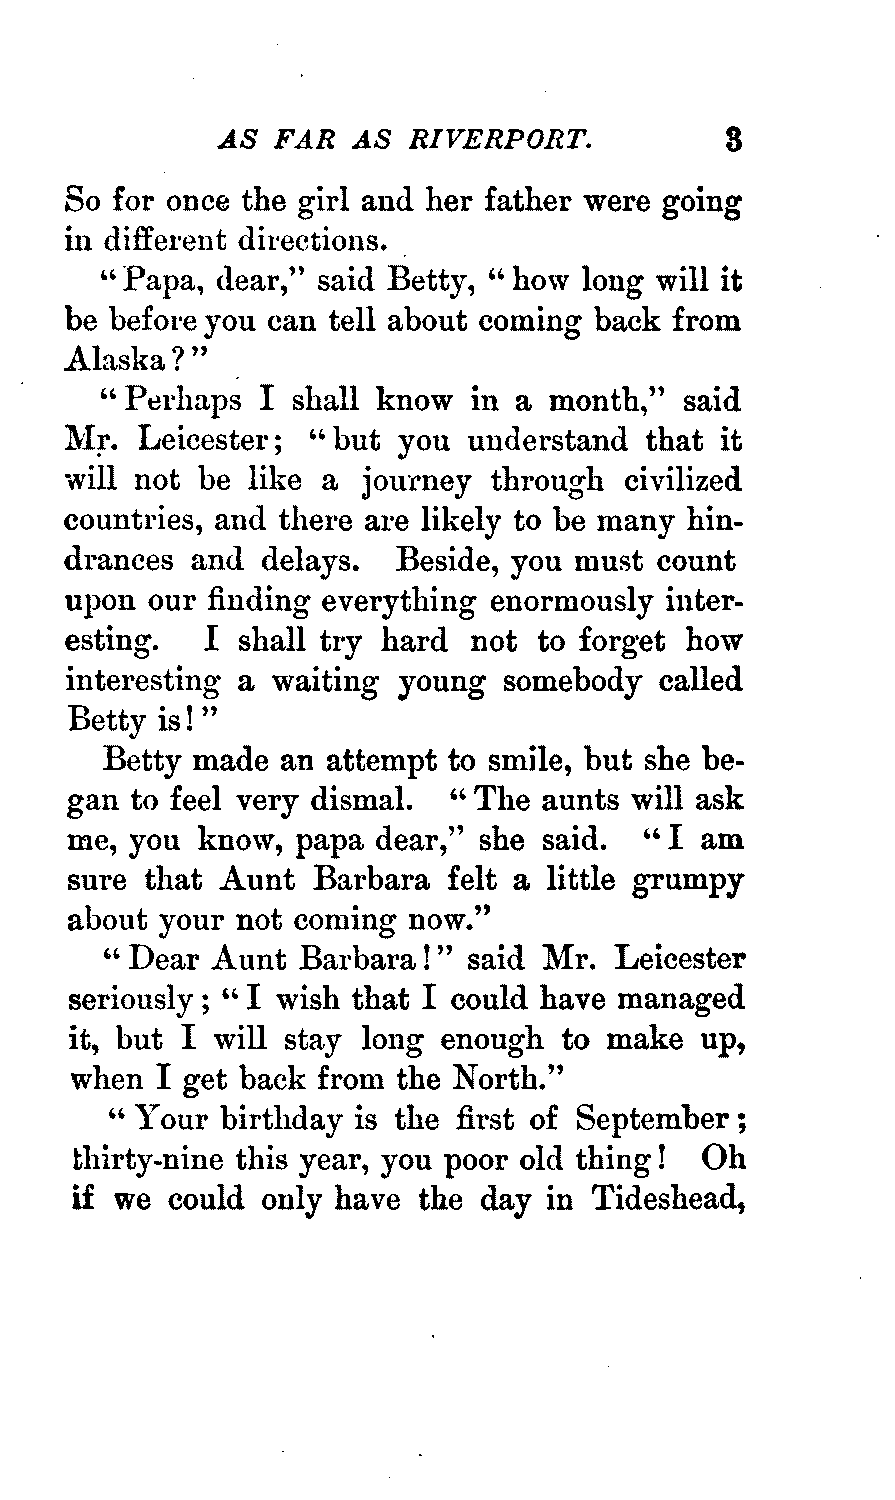 AS FAR AS RIVERPORT. 3
So for once the girl and her father were going
in different directions.
"Papa, dear," said Betty, "how long will it
be before you can tell about coming back from
Alaska?"
"Perhaps I shall know in a month," said
Mr. Leicester; "but you understand that it
will not be like a journey through civilized
countries, and there are likely to be many hin-
drances and delays. Beside, you must count
upon our finding everything enormously inter-
esting. I shall try hard not to forget how
interesting a waiting young somebody called
Betty is!"
Betty made an attempt to smile, but she be-
gan to feel very dismal. "The aunts will ask
me, you know, papa dear," she said. "I am
sure that Aunt Barbara felt a little grumpy
about your not coming now."
"Dear Aunt Barbara!" said Mr. Leicester
seriously; "I wish that I could have managed
it, but I will stay long enough to make up,
when I get back from the North."
"Your birthday is the first of September;
thirty-nine this year, you poor old thing! Oh
if we could only have the day in Tideshead,